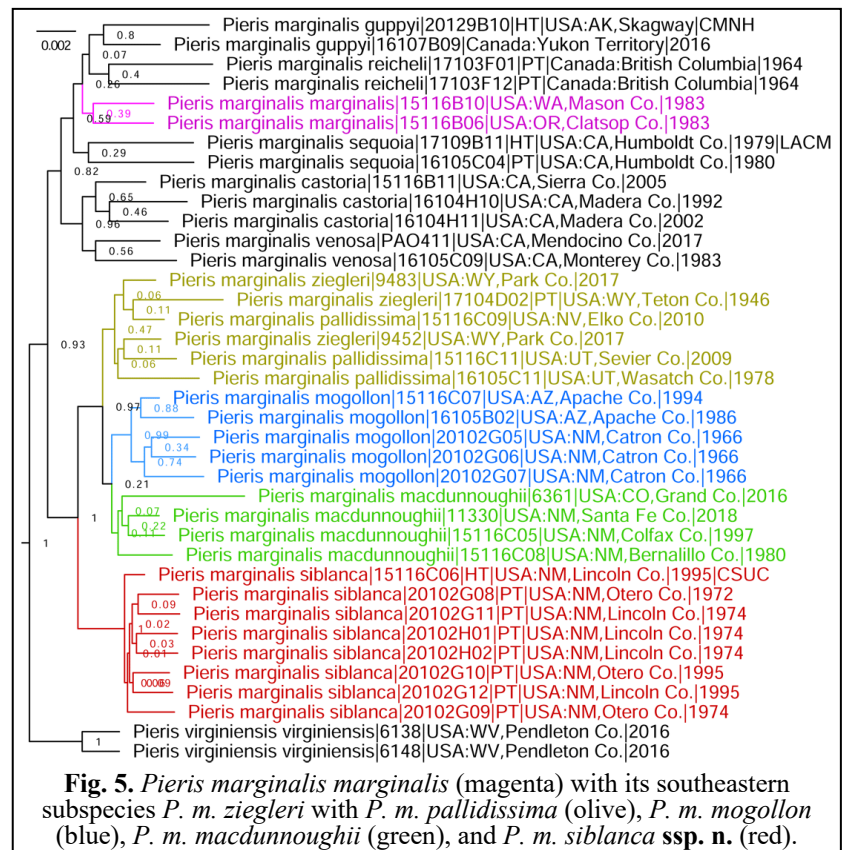 0.002
Pieris marginalis guppyi|20129B10|HT|USA:AK,Skagway|CMNH
0.8
Pieris marginalis guppyi|16107B09|Canada:Yukon Territory|2016
0.07
Pieris marginalis reicheli|17103F01|PT|Canada:British Columbia|1964
0.4
0.26
Pieris marginalis reicheli|17103F12|PT|Canada:British Columbia|1964
Pieris marginalis marginalis|15116B10|USA:WA,Mason Co.|1983
0.39
0.59
Pieris marginalis marginalis|15116B06|USA:OR,Clatsop Co.|1983
Pieris marginalis sequoia|17109B11|HT|USA:CA,Humboldt Co.|1979|LACM
0.29
Pieris marginalis sequoia|16105C04|PT|USA:CA,Humboldt Co.|1980
0.82
Pieris marginalis castoria|15116B11|USA:CA,Sierra Co.|2005
0.65
Pieris marginalis castoria|16104H10|USA:CA,Madera Co.|1992
0.46
0.96
Pieris marginalis castoria|16104H11|USA:CA,Madera Co.|2002
Pieris marginalis venosa|PAO411|USA:CA,Mendocino Co.|2017
0.56
Pieris marginalis venosa|16105C09|USA:CA,Monterey Co.|1983
Pieris marginalis ziegleri|9483|USA:WY,Park Co.|2017
0.06
Pieris marginalis ziegleri|17104D02|PT|USA:WY,Teton Co.|1946
0.11
Pieris marginalis pallidissima|15116C09|USA:NV,Elko Co.|2010
0.47
Pieris marginalis ziegleri|9452|USA:WY,Park Co.|2017
0.93
0.11
Pieris marginalis pallidissima|15116C11|USA:UT,Sevier Co.|2009
0.06
Pieris marginalis pallidissima|16105C11|USA:UT,Wasatch Co.|1978
Pieris marginalis mogollon|15116C07|USA:AZ,Apache Co.|1994
0.97
0.88
Pieris marginalis mogollon|16105B02|USA:AZ,Apache Co.|1986
Pieris marginalis mogollon|20102G05|USA:NM,Catron Co.|1966
0.99
0.34
Pieris marginalis mogollon|20102G06|USA:NM,Catron Co.|1966
0.74
Pieris marginalis mogollon|20102G07|USA:NM,Catron Co.|1966
0.21
Pieris marginalis macdunnoughii|6361|USA:CO,Grand Co.|2016
0.07
Pieris marginalis macdunnoughii|11330|USA:NM,Santa Fe Co.|2018
1
0.22
0.11
Pieris marginalis macdunnoughii|15116C05|USA:NM,Colfax Co.|1997
1
Pieris marginalis macdunnoughii|15116C08|USA:NM,Bernalillo Co.|1980
Pieris marginalis siblanca|15116C06|HT|USA:NM,Lincoln Co.|1995|CSUC
Pieris marginalis siblanca|20102G08|PT|USA:NM,Otero Co.|1972
0.09
Pieris marginalis siblanca|20102G11|PT|USA:NM,Lincoln Co.|1974
0.02
1
Pieris marginalis siblanca|20102H01|PT|USA:NM,Lincoln Co.|1974
0.03
Pieris marginalis siblanca|20102H02|PT|USA:NM,Lincoln Co.|1974
0.01
Pieris marginalis siblanca|20102G10|PT|USA:NM,Otero Co.|1995
Pieris marginalis siblanca|20102G12|PT|USA:NM,Lincoln Co.|1995
Pieris marginalis siblanca|20102G09|PT|USA:NM,Otero Co.|1974
Pieris virginiensis virginiensis|6138|USA:WV,Pendleton Co.|2016
1
Pieris virginiensis virginiensis|6148|USA:WV,Pendleton Co.|2016
Fig. 5. Pieris marginalis marginalis (magenta) with its southeastern
subspecies P. m. ziegleri with P. m. pallidissima (olive), P. m. mogollon
(blue), P. m. macdunnoughii (green), and P. m. siblanca ssp. n. (red).